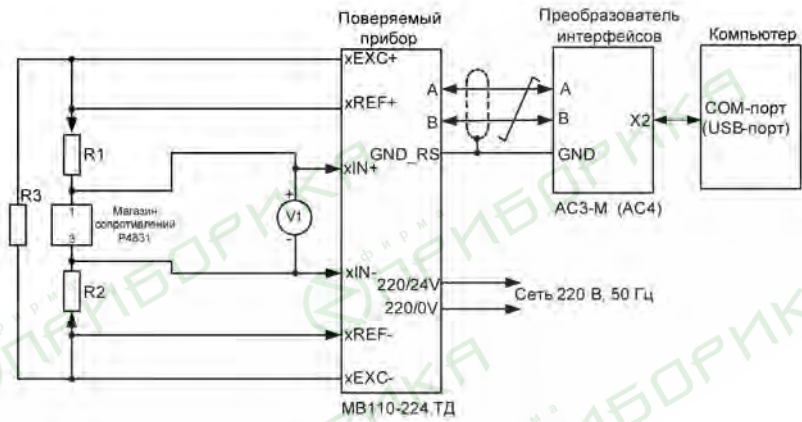 Поверяемый
прибор
Преобразователь
интерфейсов
Компьютер
xEXC+
xREF+
xIN+
xIN-
xREF-
xEXC-
A
B
GND_RS
220/24V
220/0V
МВ110-224.ТД
A
B
GND
X2
АС3-М (АС4)
COM-порт
(USB-порт)
Сеть 220 В, 50 Гц
R1
R3
1
3
Магазин
сопротивлений
Р4831
R2
+
V1
-
фирма
ПРИБОРИКА